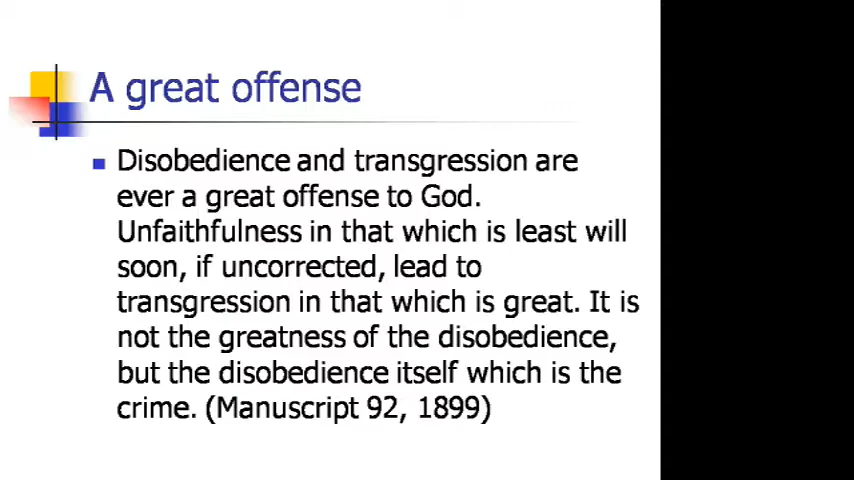 A great offense
Disobedience and transgression are
ever a great offense to God.
Unfaithfulness in that which is least will
soon, if uncorrected, lead to
transgression in that which is great. It is
not the greatness of the disobedience,
but the disobedience itself which is the
crime. (Manuscript 92, 1899)